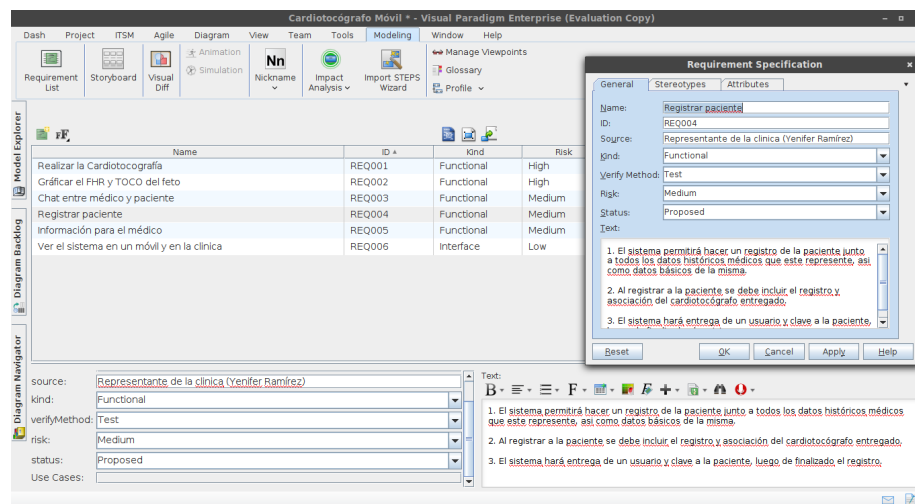 Cardiotocógrafo Móvil * - Visual Paradigm Enterprise (Evaluation Copy)
Dash Project ITSM Agile Diagram View Team Tools Modeling Window Help
Requirement List
Storyboard
Visual Diff
Animation
Simulation
Nn
Nickname
Impact Analysis
Import STEPS Wizard
Manage Viewpoints
Glossary
Profile
Model Explorer
Diagram Backlog
Diagram Navigator
Name ID Kind Risk
Realizar la Cardiotocografía REQ001 Functional High
Gráficar el FHR y TOCO del feto REQ002 Functional High
Chat entre médico y paciente REQ003 Functional Medium
Registrar paciente REQ004 Functional Medium
Información para el médico REQ005 Functional Medium
Ver el sistema en un móvil y en la clinica REQ006 Interface Low
Requirement Specification
General Stereotypes Attributes
Name: Registrar paciente
ID: REQ004
Source: Representante de la clinica (Yenifer Ramírez)
Kind: Functional
Verify Method: Test
Risk: Medium
Status: Proposed
Text:
1. El sistema permitirá hacer un registro de la paciente junto
a todos los datos históricos médicos que este represente, asi
como datos básicos de la misma.
2. Al registrar a la paciente se debe incluir el registro y
asociación del cardiotocógrafo entregado.
3. El sistema hará entrega de un usuario y clave a la paciente,
Reset OK Cancel Apply Help
source: Representante de la clinica (Yenifer Ramírez)
kind: Functional
verifyMethod: Test
risk: Medium
status: Proposed
Use Cases:
Text:
1. El sistema permitirá hacer un registro de la paciente junto a todos los datos históricos médicos
que este represente, asi como datos básicos de la misma.
2. Al registrar a la paciente se debe incluir el registro y asociación del cardiotocógrafo entregado.
3. El sistema hará entrega de un usuario y clave a la paciente, luego de finalizado el registro.